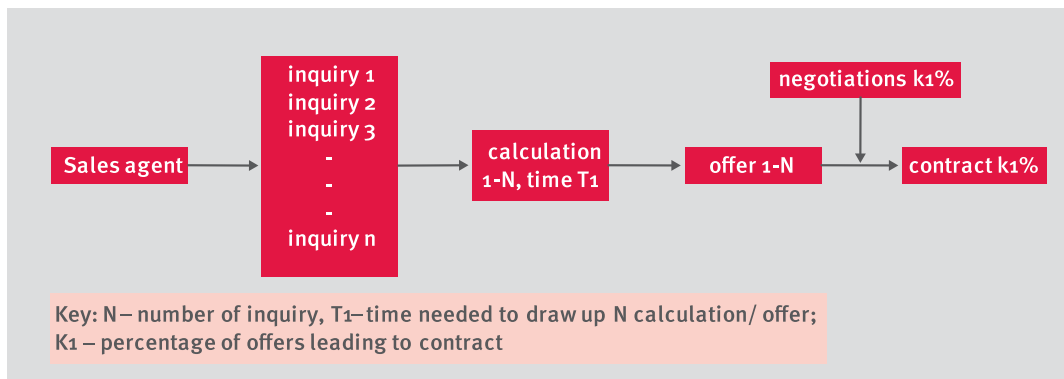 negotiations k1%
Sales agent
inquiry 1
inquiry 2
inquiry 3
-
-
-
inquiry n
calculation
1-N, time T1
offer 1-N
contract k1%
Key: N – number of inquiry, T1– time needed to draw up N calculation/ offer;
K1 – percentage of offers leading to contract